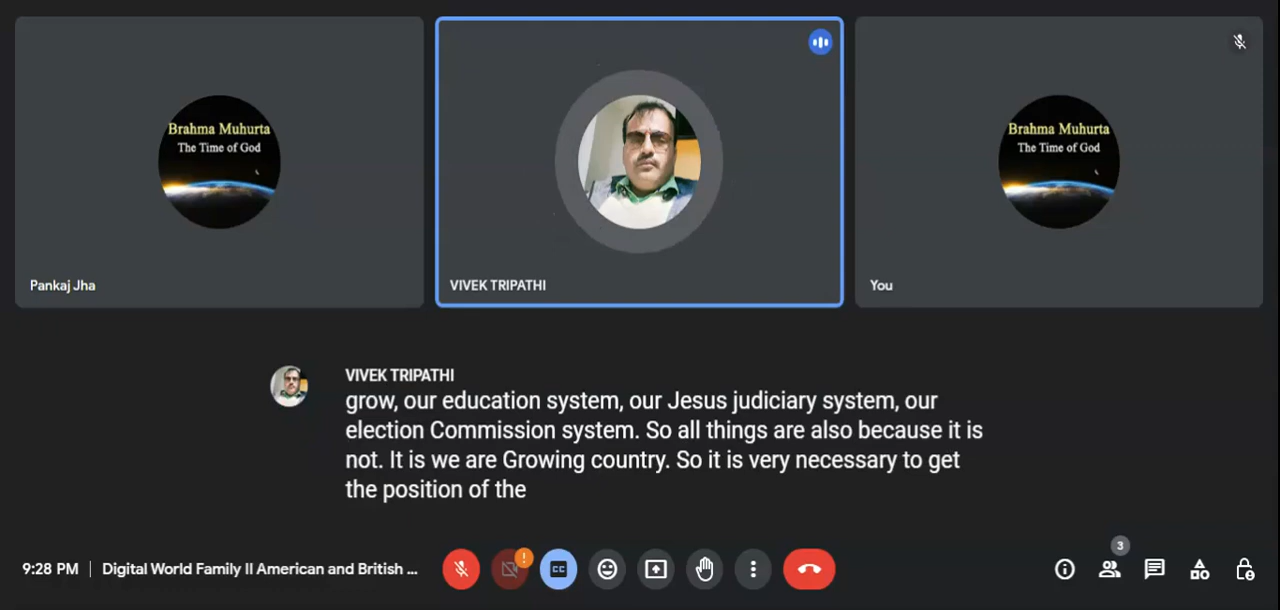 Brahma Muhurta
The Time of God
Pankaj Jha
VIVEK TRIPATHI
Brahma Muhurta
The Time of God
You
VIVEK TRIPATHI
grow, our education system, our Jesus judiciary system, our
election Commission system. So all things are also because it is
not. It is we are Growing country. So it is very necessary to get
the position of the
3
9:28 PM | Digital World Family II American and British ...
! CC